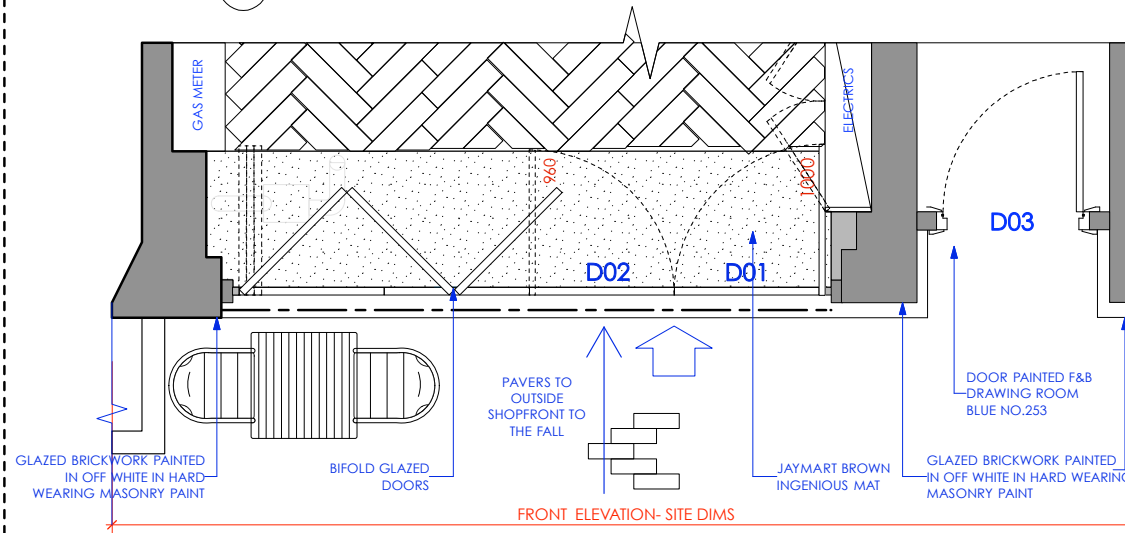 GAS METER
ELECTRICS
960
1000
D03
D02
D01
PAVERS TO
OUTSIDE
SHOPFRONT TO
THE FALL
DOOR PAINTED F&B
DRAWING ROOM
BLUE NO.253
GLAZED BRICKWORK PAINTED
IN OFF WHITE IN HARD
WEARING MASONRY PAINT
BIFOLD GLAZED
DOORS
JAYMART BROWN
INGENIOUS MAT
GLAZED BRICKWORK PAINTED
IN OFF WHITE IN HARD WEARING
MASONRY PAINT
FRONT ELEVATION- SITE DIMS